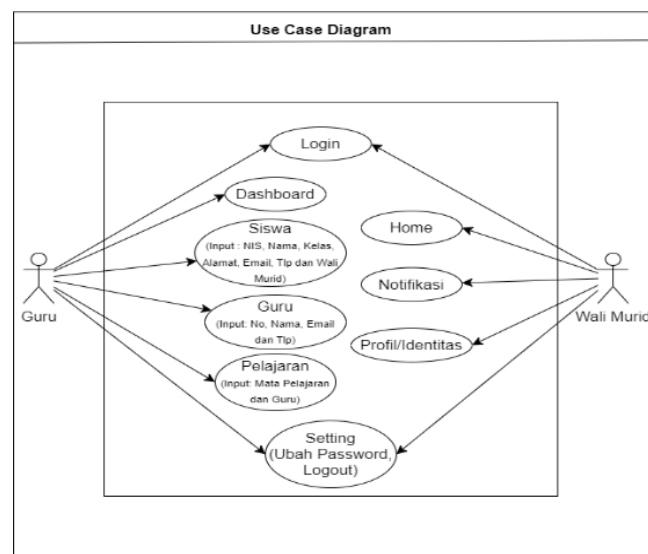 Use Case Diagram
Login
Dashboard
Siswa
(Input : NIS, Nama, Kelas,
Alamat, Email, Tlp dan Wali
Murid)
Home
Notifikasi
Guru
Wali Murid
Guru
(Input: No, Nama, Email
dan Tlp)
Profil/Identitas
Pelajaran
(Input: Mata Pelajaran
dan Guru)
Setting
(Ubah Password,
Logout)